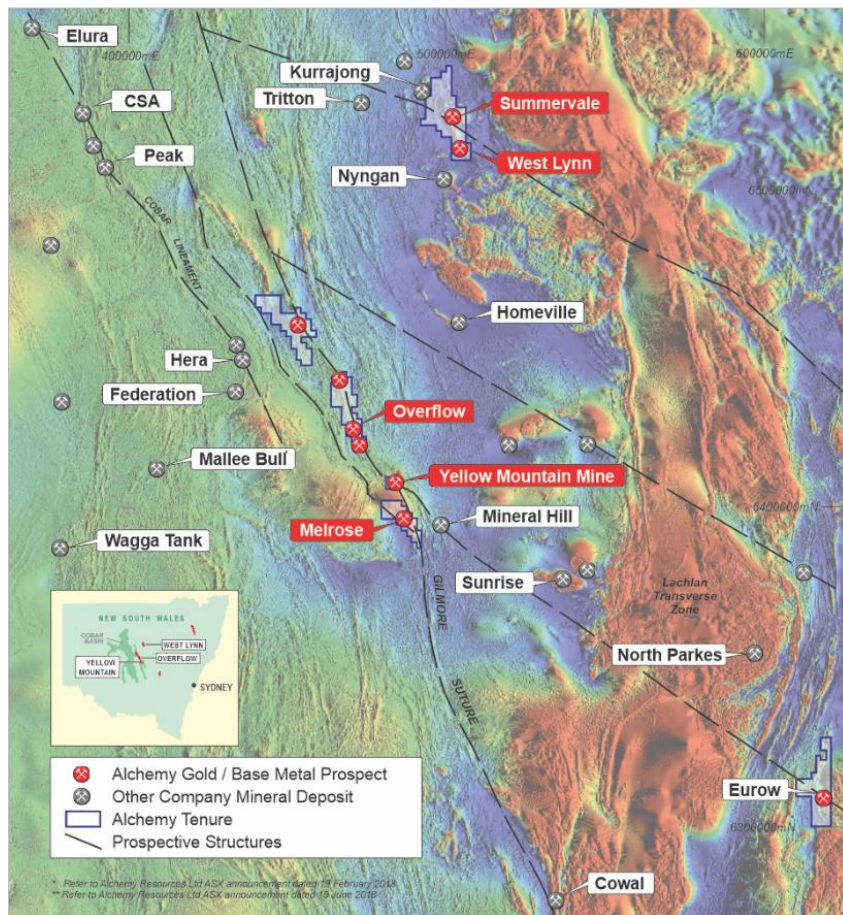 Elura
400000mE
500000mE
600000mE
Kurrajong
CSA
Tritton
Summervale
Peak
West Lynn
Nyngan
6500000mN
COBAR
LINEAMENT
Homeville
Hera
Federation
Overflow
Mallee Bull
Yellow Mountain Mine
6400000mN
Melrose
Mineral Hill
Wagga Tank
Sunrise
GILMORE
SUTURE
Lachlan
Transverse
Zone
North Parkes
NEW SOUTH WALES
COBAR
BASIN
WEST LYNN
OVERFLOW
YELLOW
MOUNTAIN
SYDNEY
Eurow
6300000mN
Alchemy Gold / Base Metal Prospect
Other Company Mineral Deposit
Alchemy Tenure
Prospective Structures
* Refer to Alchemy Resources Ltd ASX announcement dated 19 February 2018
** Refer to Alchemy Resources Ltd ASX announcement dated 19 June 2018
Cowal